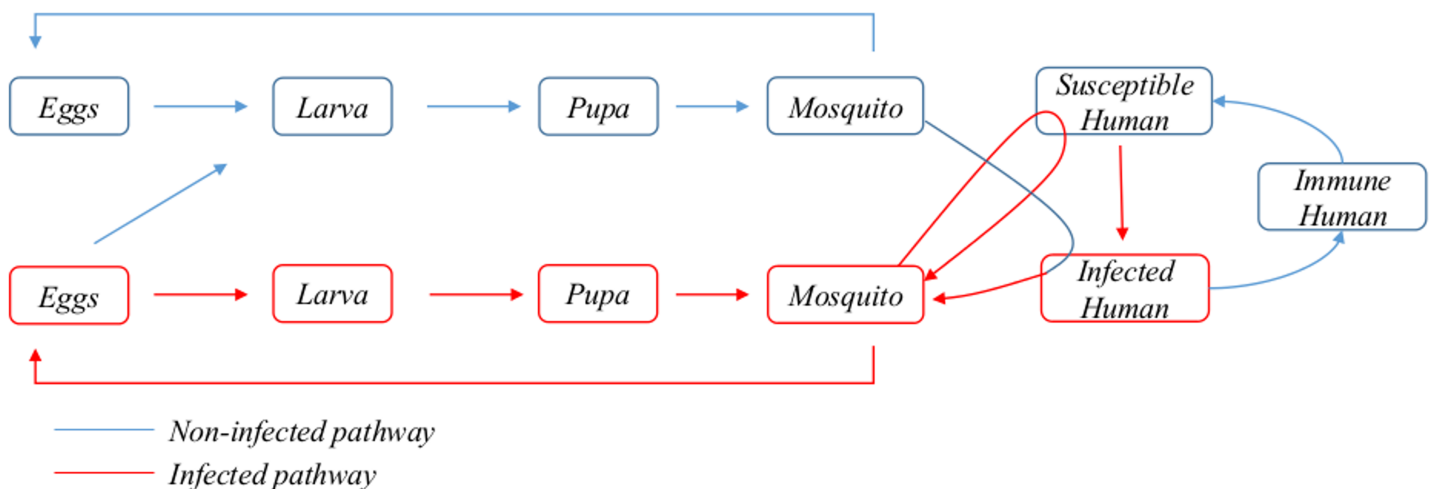 Eggs
Larva
Pupa
Mosquito
Susceptible
Human
Immune
Human
Eggs
Larva
Pupa
Mosquito
Infected
Human
Non-infected pathway
Infected pathway